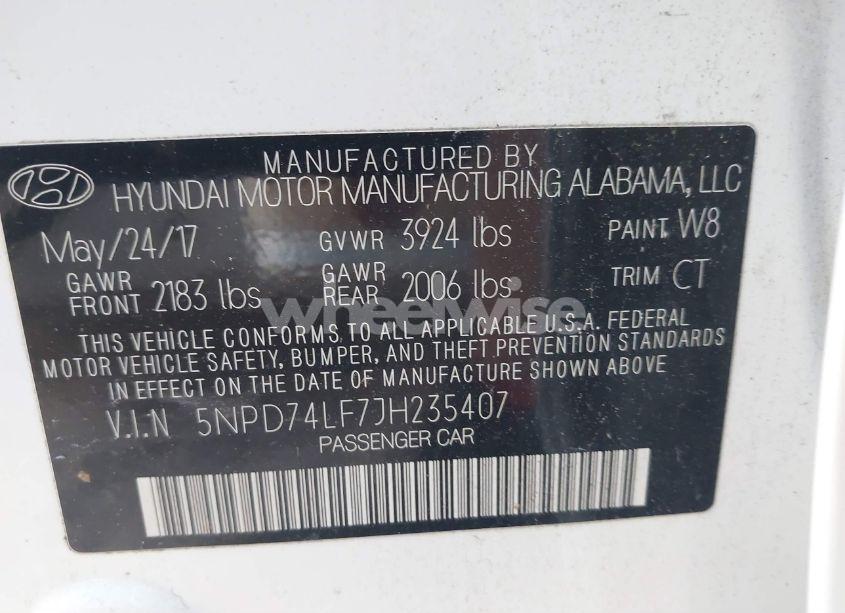 MANUFACTURED BY
HYUNDAI MOTOR MANUFACTURING ALABAMA, LLC
May/24/17 GVWR 3924 lbs PAINT W8
GAWR FRONT 2183 lbs GAWR REAR 2006 lbs TRIM CT
wheelwise
THIS VEHICLE CONFORMS TO ALL APPLICABLE U.S.A. FEDERAL
MOTOR VEHICLE SAFETY, BUMPER, AND THEFT PREVENTION STANDARDS
IN EFFECT ON THE DATE OF MANUFACTURE SHOWN ABOVE
V.I.N 5NPD74LF7JH235407
PASSENGER CAR